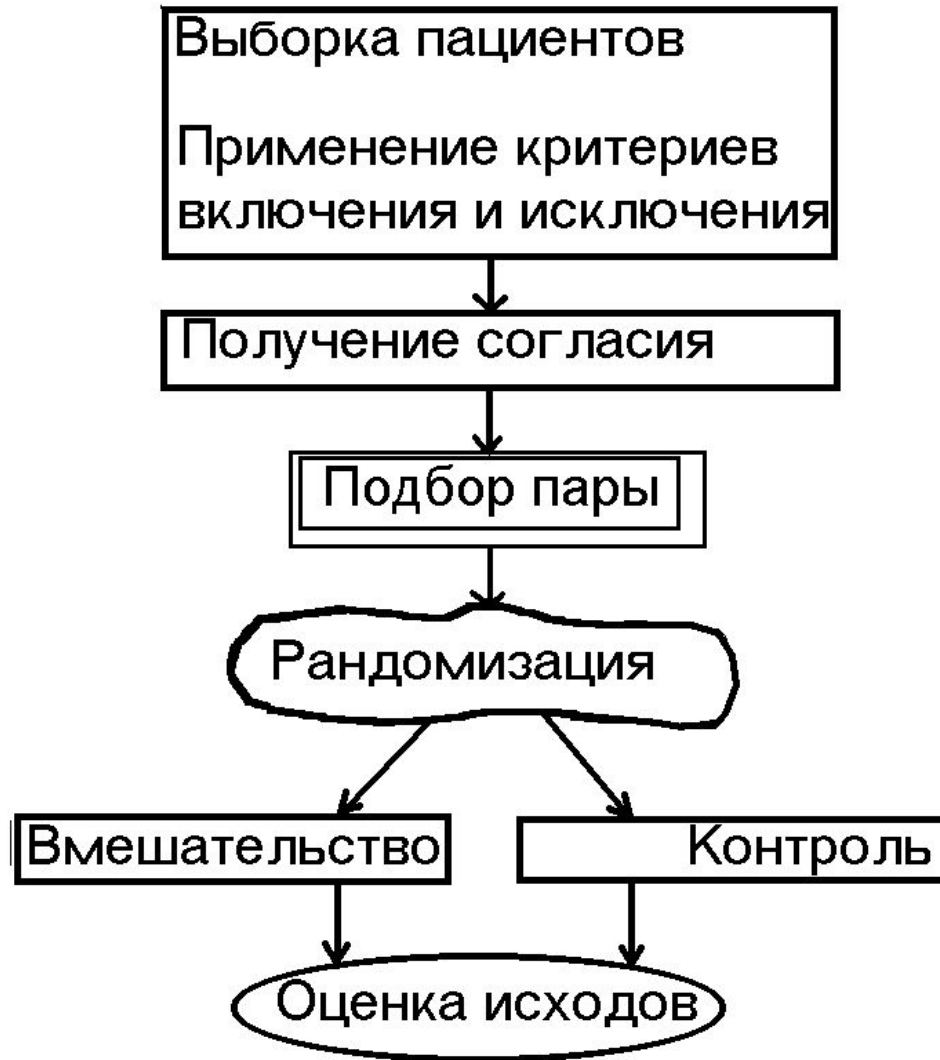 Выборка пациентов
Применение критериев
включения и исключения
Получение согласия
Подбор пары
Рандомизация
Вмешательство
Контроль
Оценка исходов